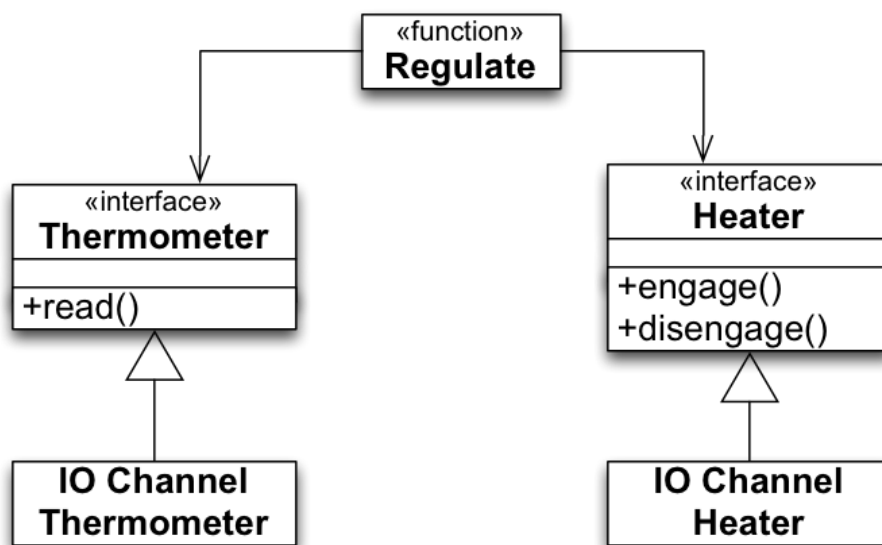 «function»
Regulate
«interface»
Thermometer
+read()
«interface»
Heater
+engage()
+disengage()
IO Channel
Thermometer
IO Channel
Heater